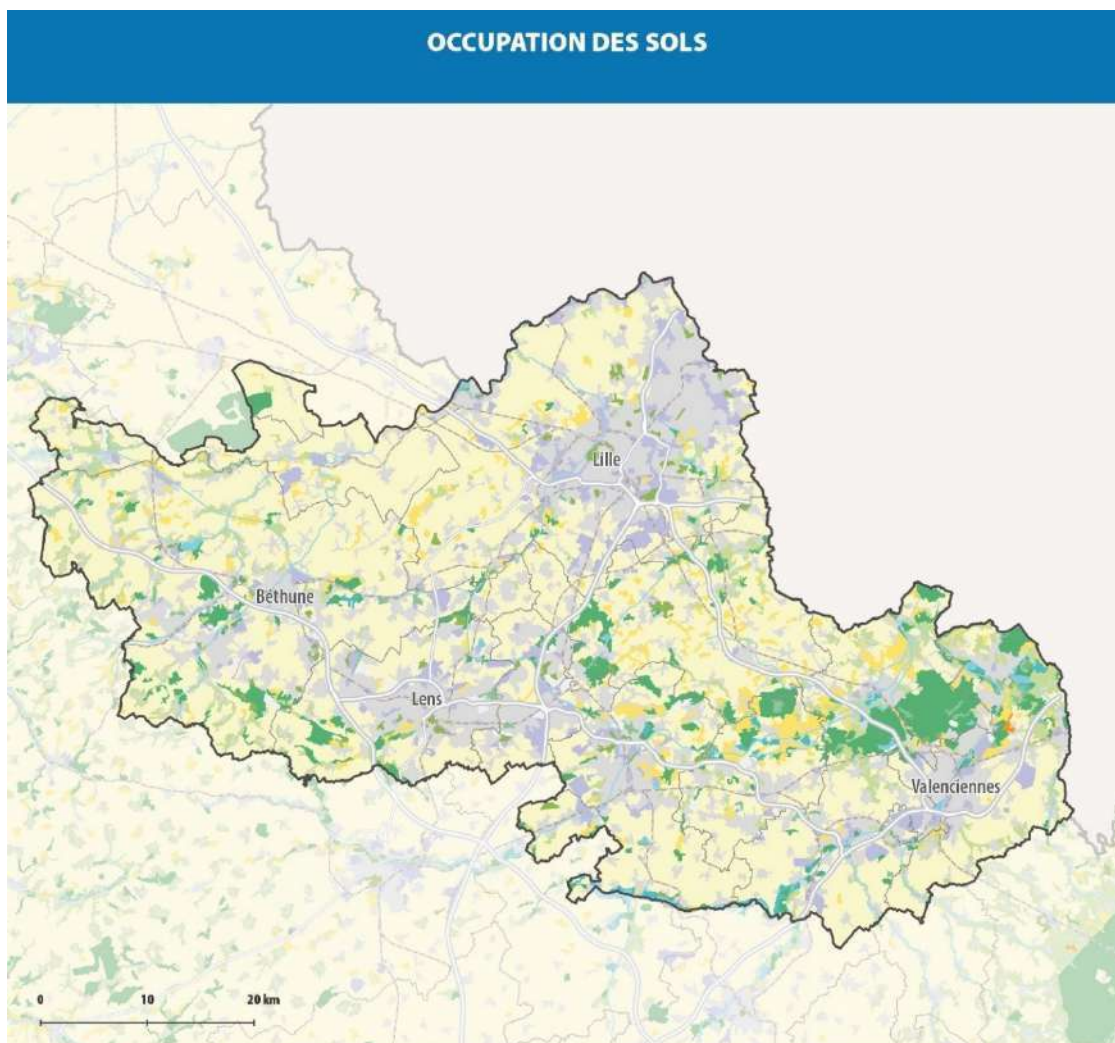 OCCUPATION DES SOLS
Lille
Béthune
Lens
Valenciennes
0 10 20 km